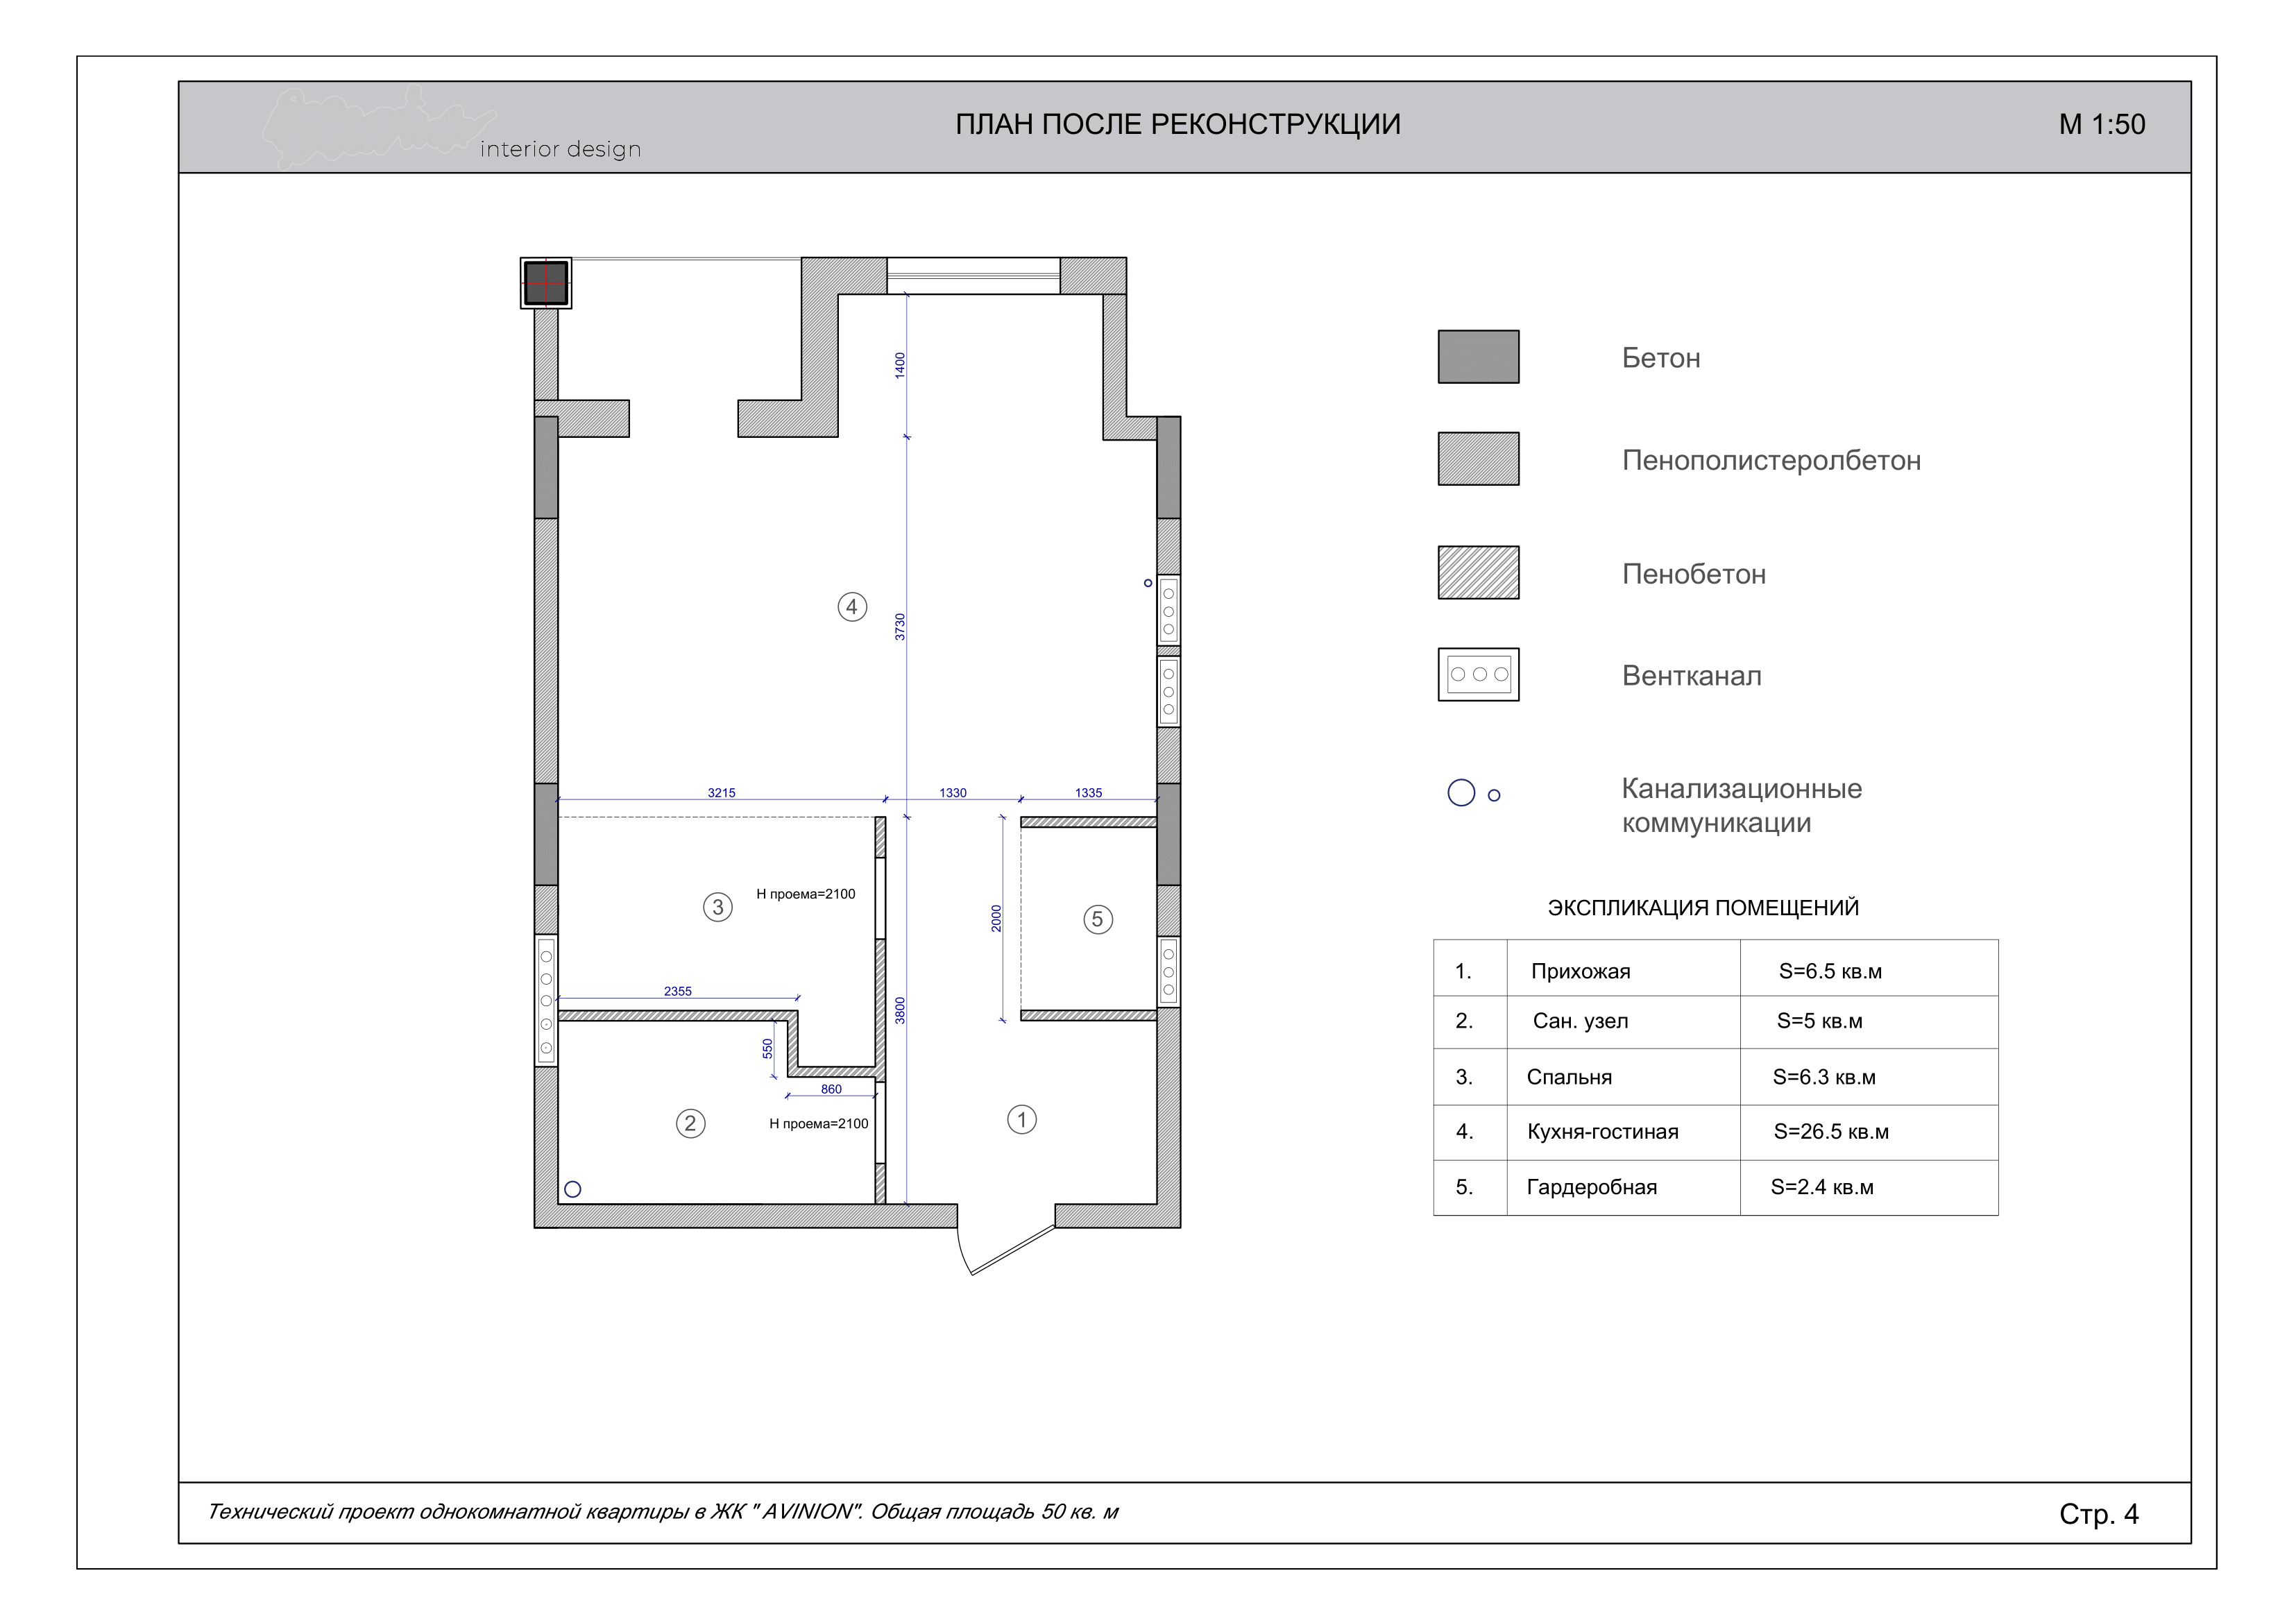 interior design
ПЛАН ПОСЛЕ РЕКОНСТРУКЦИИ
М 1:50
1400
3730
4
3215
1330
1335
Н проема=2100
3
2000
5
2355
3800
550
860
2
Н проема=2100
1
Бетон
Пенополистеролбетон
Пенобетон
Вентканал
Канализационные
коммуникации
ЭКСПЛИКАЦИЯ ПОМЕЩЕНИЙ
1. Прихожая S=6.5 кв.м
2. Сан. узел S=5 кв.м
3. Спальня S=6.3 кв.м
4. Кухня-гостиная S=26.5 кв.м
5. Гардеробная S=2.4 кв.м
Технический проект однокомнатной квартиры в ЖК " AVINION". Общая площадь 50 кв. м
Стр. 4